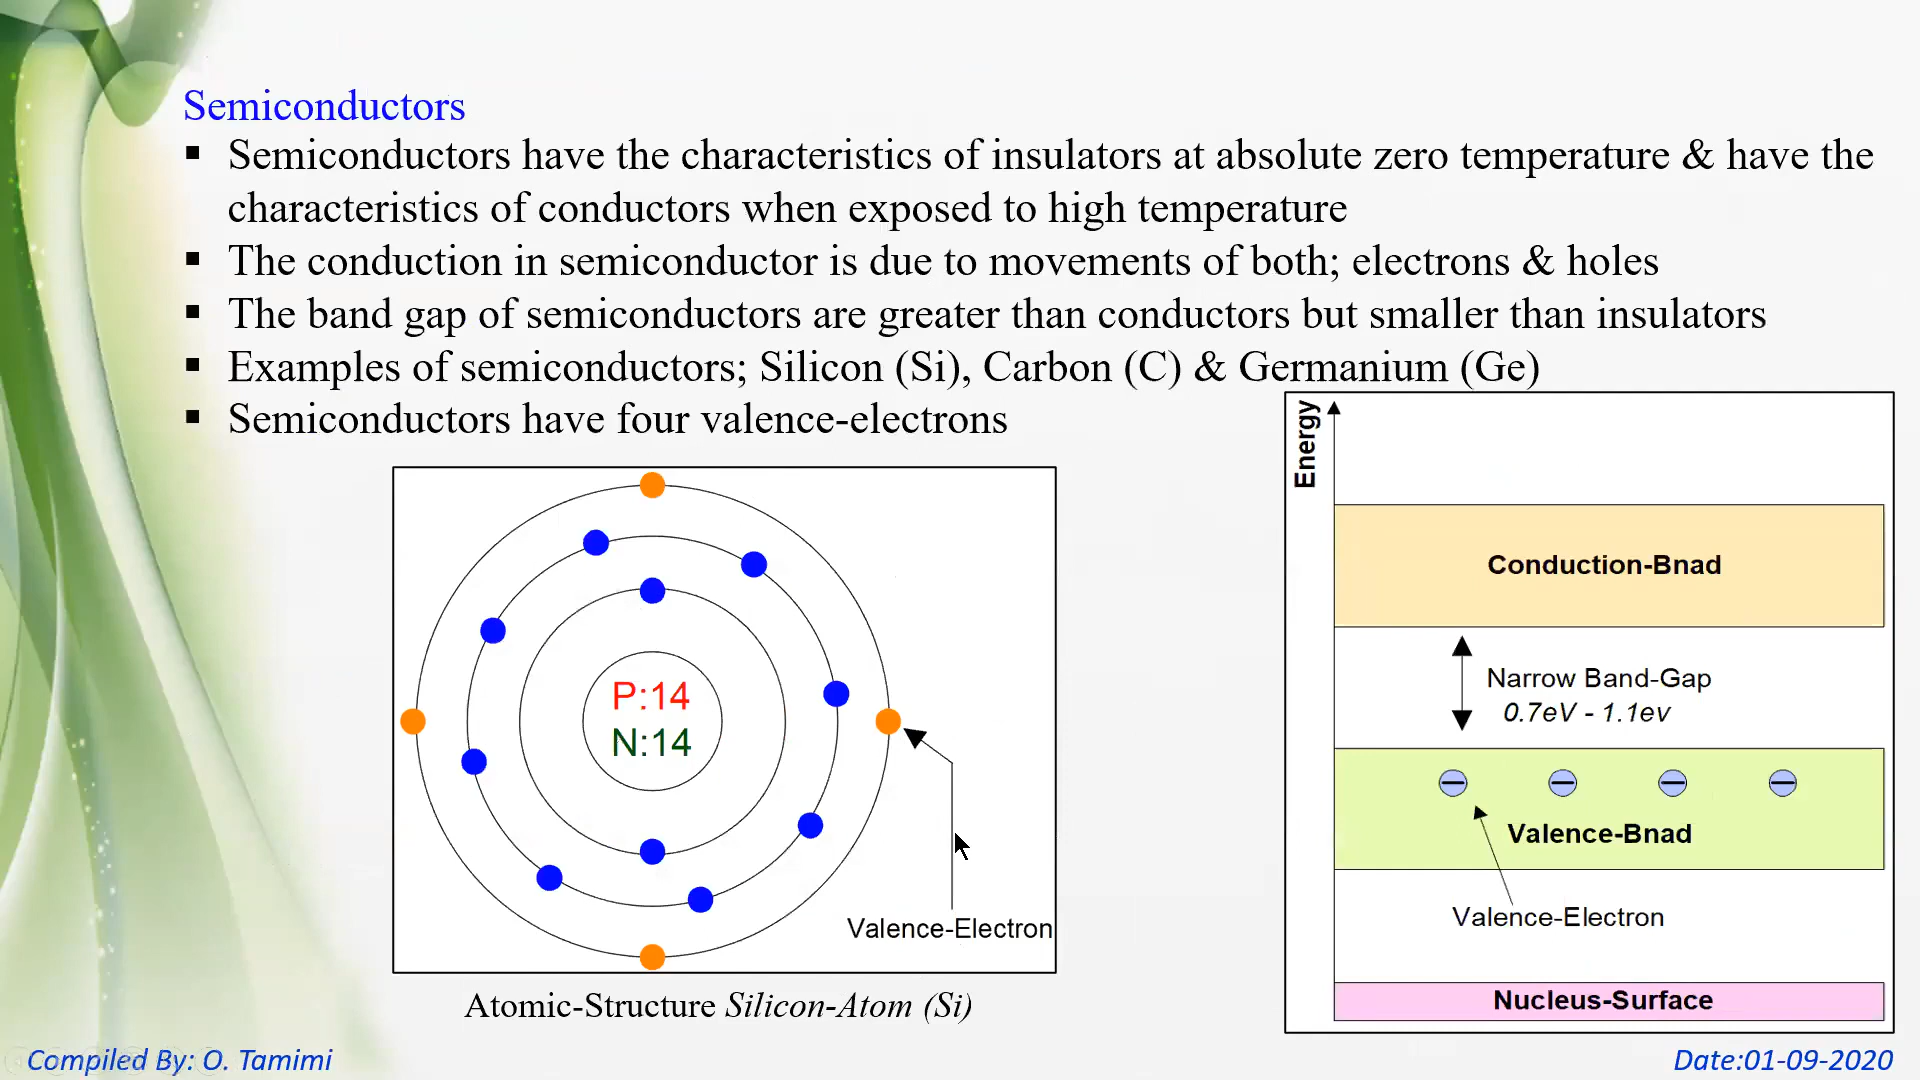 Semiconductors
▪ Semiconductors have the characteristics of insulators at absolute zero temperature & have the
characteristics of conductors when exposed to high temperature
▪ The conduction in semiconductor is due to movements of both; electrons & holes
▪ The band gap of semiconductors are greater than conductors but smaller than insulators
▪ Examples of semiconductors; Silicon (Si), Carbon (C) & Germanium (Ge)
▪ Semiconductors have four valence-electrons
P:14
N:14
Valence-Electron
Atomic-Structure Silicon-Atom (Si)
Energy
Conduction-Bnad
Narrow Band-Gap
0.7eV - 1.1ev
Valence-Bnad
Valence-Electron
Nucleus-Surface
Compiled By: O. Tamimi
Date:01-09-2020